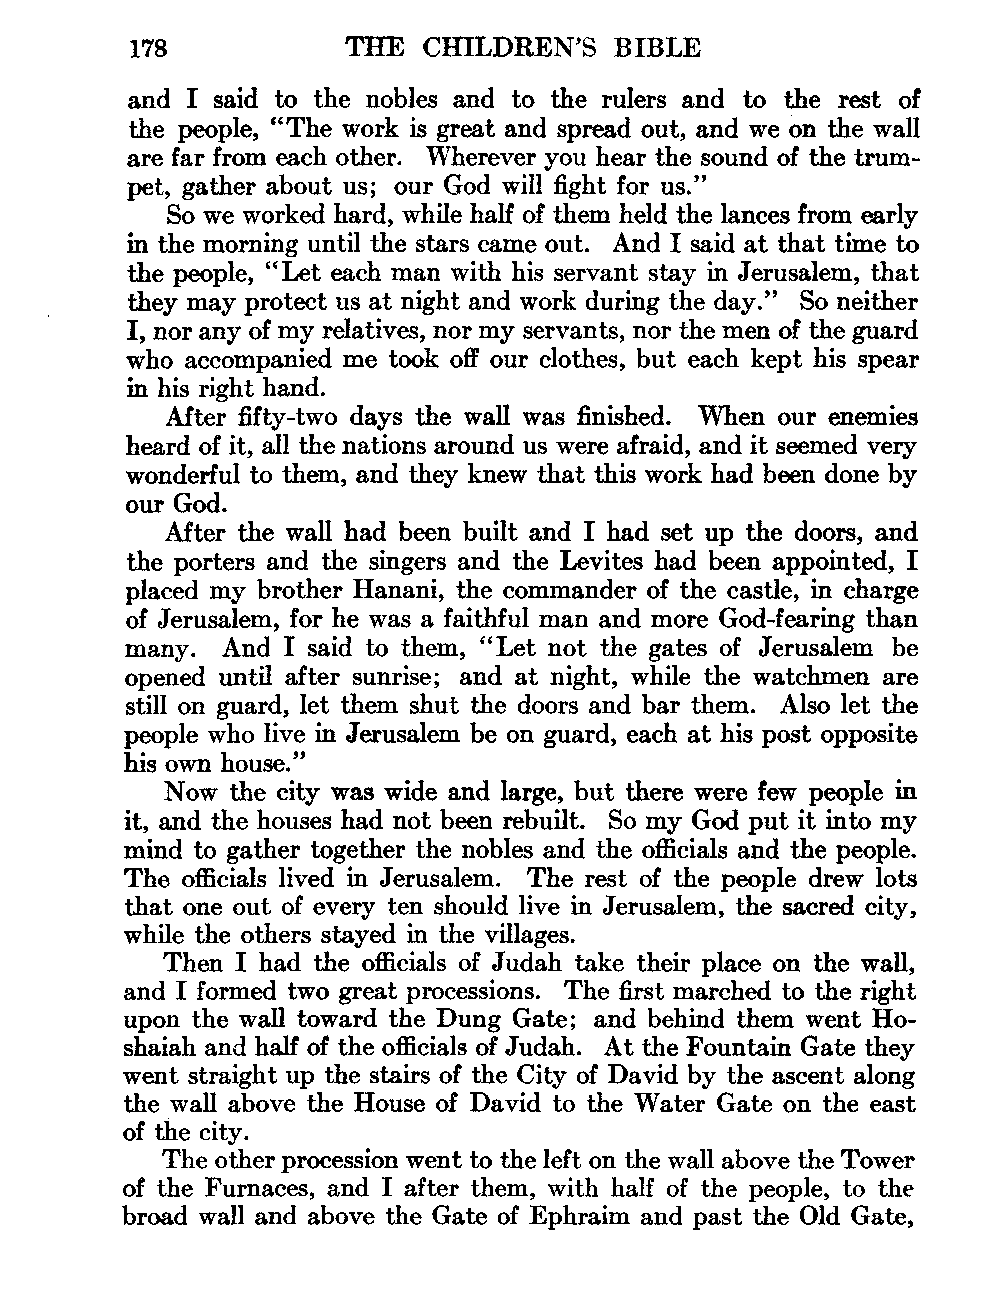 178 THE CHILDREN'S BIBLE
and I said to the nobles and to the rulers and to the rest of
the people, “The work is great and spread out, and we on the wall
are far from each other. Wherever you hear the sound of the trum-
pet, gather about us; our God will fight for us.”
So we worked hard, while half of them held the lances from early
in the morning until the stars came out. And I said at that time to
the people, “Let each man with his servant stay in Jerusalem, that
they may protect us at night and work during the day.” So neither
I, nor any of my relatives, nor my servants, nor the men of the guard
who accompanied me took off our clothes, but each kept his spear
in his right hand.
After fifty-two days the wall was finished. When our enemies
heard of it, all the nations around us were afraid, and it seemed very
wonderful to them, and they knew that this work had been done by
our God.
After the wall had been built and I had set up the doors, and
the porters and the singers and the Levites had been appointed, I
placed my brother Hanani, the commander of the castle, in charge
of Jerusalem, for he was a faithful man and more God-fearing than
many. And I said to them, “Let not the gates of Jerusalem be
opened until after sunrise; and at night, while the watchmen are
still on guard, let them shut the doors and bar them. Also let the
people who live in Jerusalem be on guard, each at his post opposite
his own house.”
Now the city was wide and large, but there were few people in
it, and the houses had not been rebuilt. So my God put it into my
mind to gather together the nobles and the officials and the people.
The officials lived in Jerusalem. The rest of the people drew lots
that one out of every ten should live in Jerusalem, the sacred city,
while the others stayed in the villages.
Then I had the officials of Judah take their place on the wall,
and I formed two great processions. The first marched to the right
upon the wall toward the Dung Gate; and behind them went Ho-
shaiah and half of the officials of Judah. At the Fountain Gate they
went straight up the stairs of the City of David by the ascent along
the wall above the House of David to the Water Gate on the east
of the city.
The other procession went to the left on the wall above the Tower
of the Furnaces, and I after them, with half of the people, to the
broad wall and above the Gate of Ephraim and past the Old Gate,